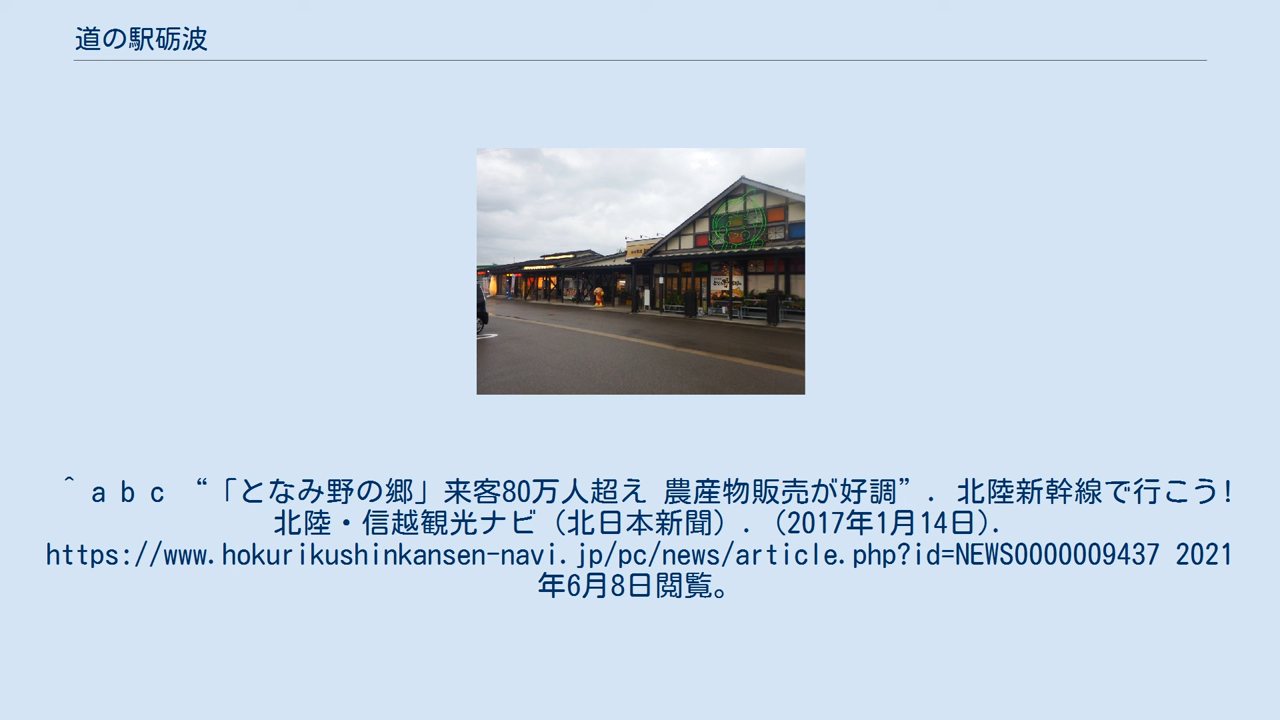 道の駅砺波
^ a b c “「となみ野の郷」来客80万人超え 農産物販売が好調”. 北陸新幹線で行こう!
北陸・信越観光ナビ（北日本新聞）. （2017年1月14日）.
https://www.hokurikushinkansen-navi.jp/pc/news/article.php?id=NEWS0000009437 2021
年6月8日閲覧。